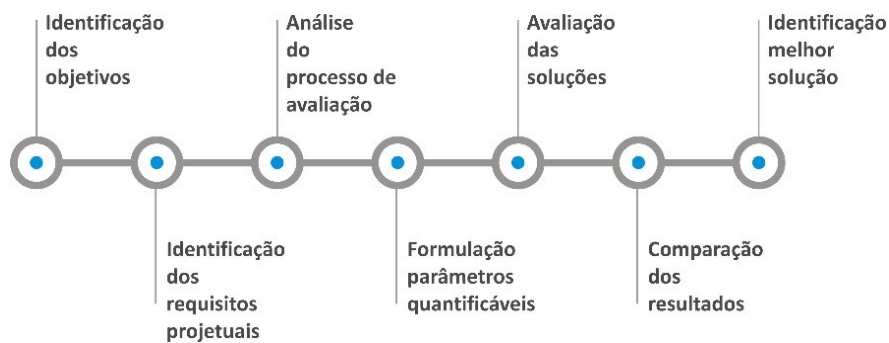 Identificação
dos
objetivos
Identificação
dos
requisitos
projetuais
Análise
do
processo de
avaliação
Formulação
parâmetros
quantificáveis
Avaliação
das
soluções
Comparação
dos
resultados
Identificação
melhor
solução